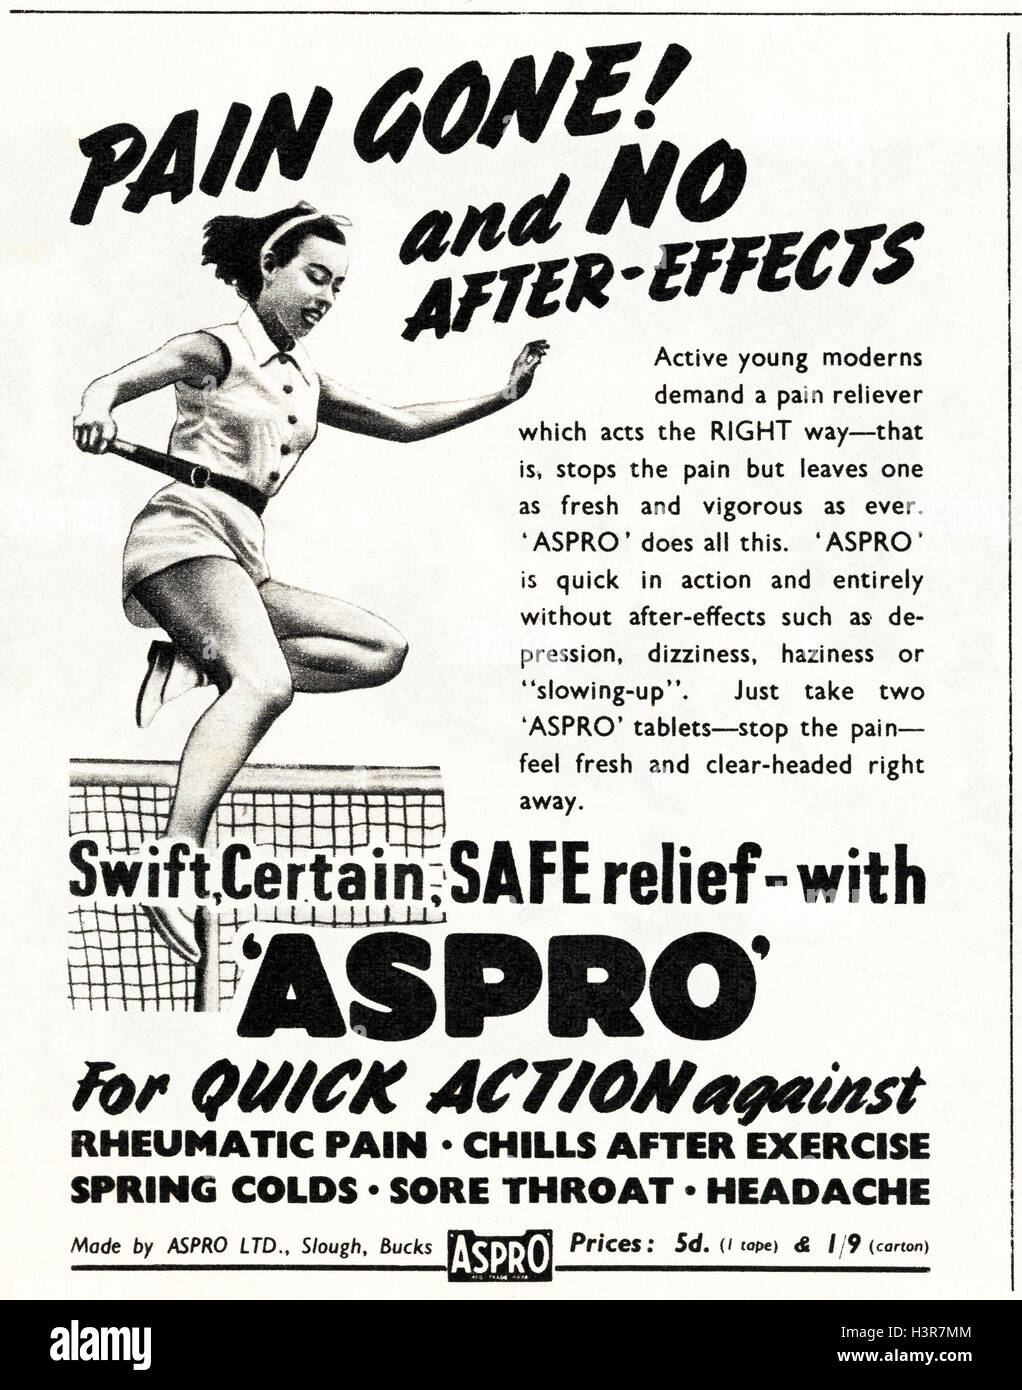 PAIN GONE!
and NO
AFTER-EFFECTS
Active young moderns
demand a pain reliever
which acts the RIGHT way—that
is, stops the pain but leaves one
as fresh and vigorous as ever.
'ASPRO' does all this. 'ASPRO'
is quick in action and entirely
without after-effects such as de-
pression, dizziness, haziness or
"slowing-up". Just take two
'ASPRO' tablets—stop the pain—
feel fresh and clear-headed right
away.
Swift, Certain, SAFE relief-with
'ASPRO'
For QUICK ACTION against
RHEUMATIC PAIN • CHILLS AFTER EXERCISE
SPRING COLDS • SORE THROAT • HEADACHE
Made by ASPRO LTD., Slough, Bucks ASPRO Prices: 5d. (1 tape) & 1/9 (carton)
REG. TRADE MARK
alamy stock photo
H3R7MM
www.alamy.com